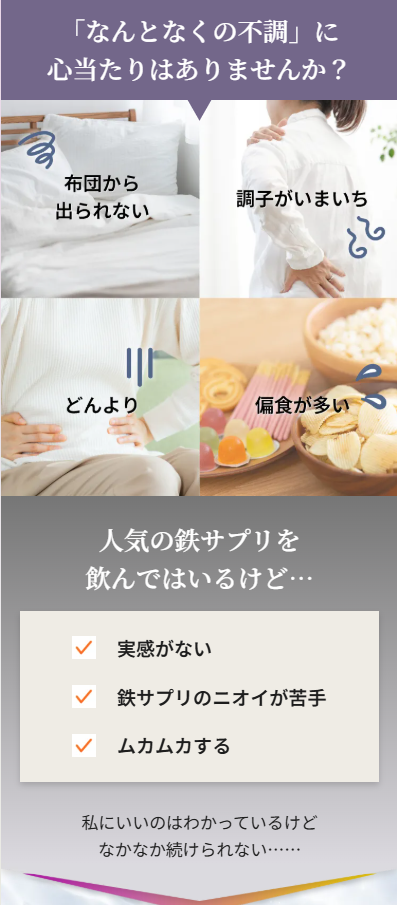 「なんとなくの不調」に
心当たりはありませんか？
布団から
出られない
調子がいまいち
どんより
偏食が多い
人気の鉄サプリを
飲んではいるけど…
実感がない
鉄サプリのニオイが苦手
ムカムカする
私にいいのはわかっているけど
なかなか続けられない……